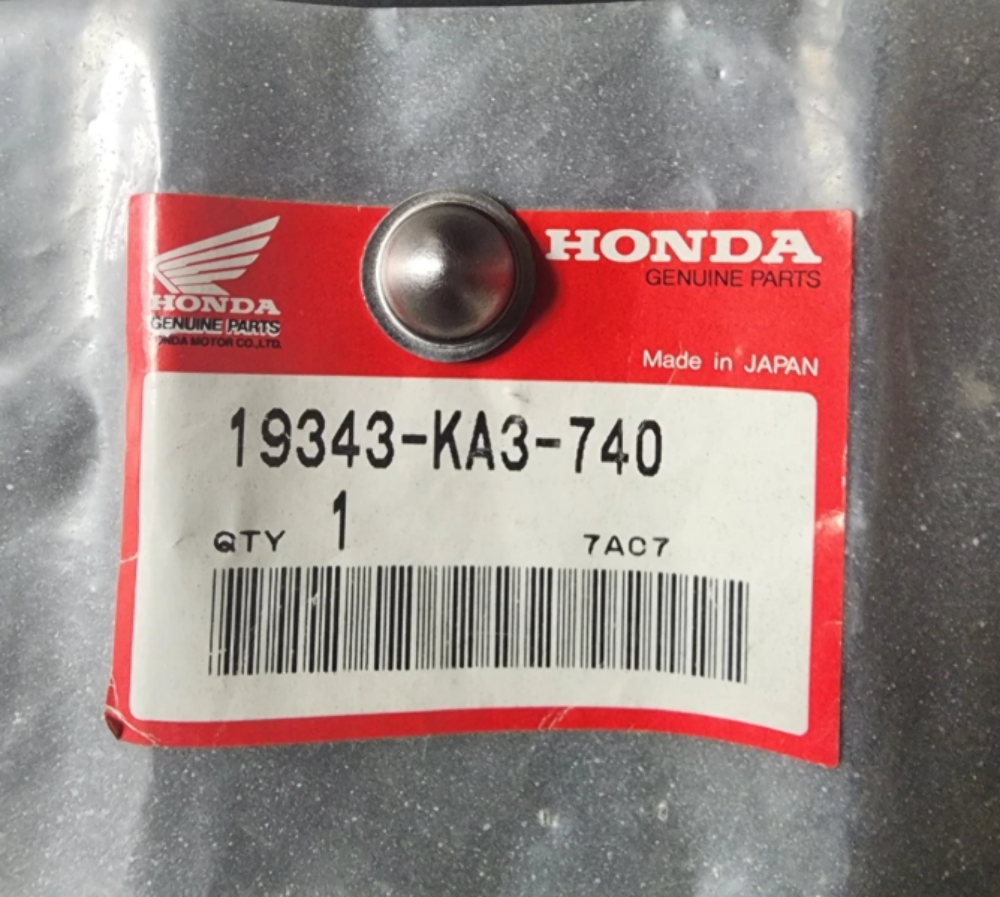 HONDA
GENUINE PARTS
HONDA MOTOR CO.,LTD.
HONDA
GENUINE PARTS
Made in JAPAN
19343-KA3-740
QTY 1 7AC7